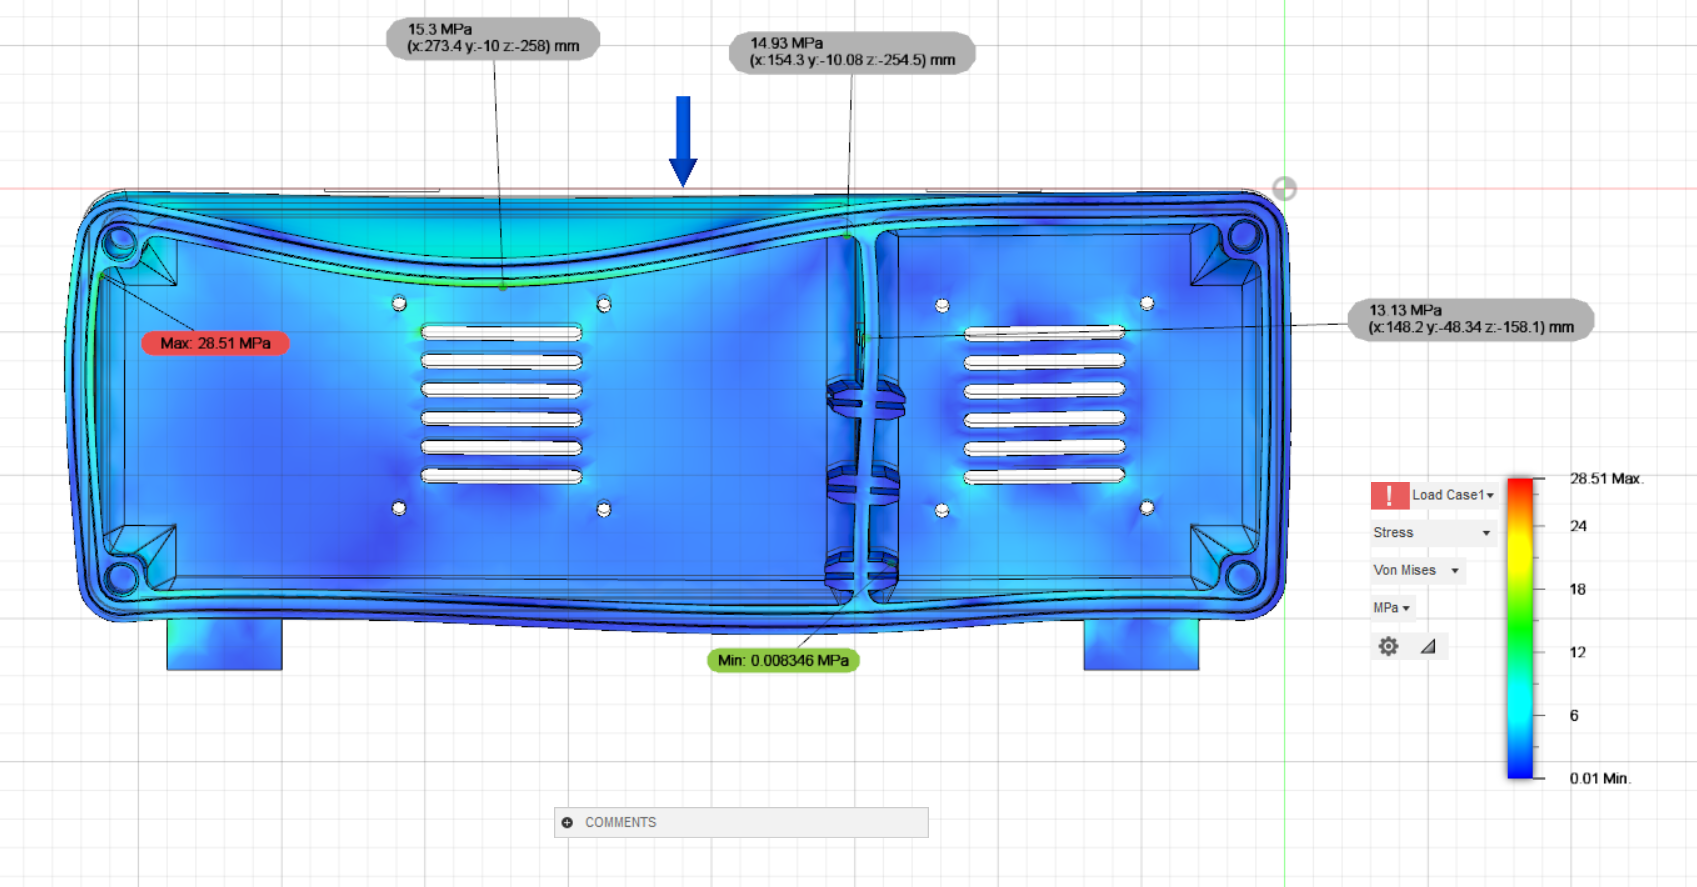 15.3 MPa
(x:273.4 y:-10 z:-258) mm
14.93 MPa
(x:154.3 y:-10.08 z:-254.5) mm
13.13 MPa
(x:148.2 y:-48.34 z:-158.1) mm
Max: 28.51 MPa
Min: 0.008346 MPa
! Load Case1
Stress
Von Mises
MPa
28.51 Max.
24
18
12
6
0.01 Min.
COMMENTS